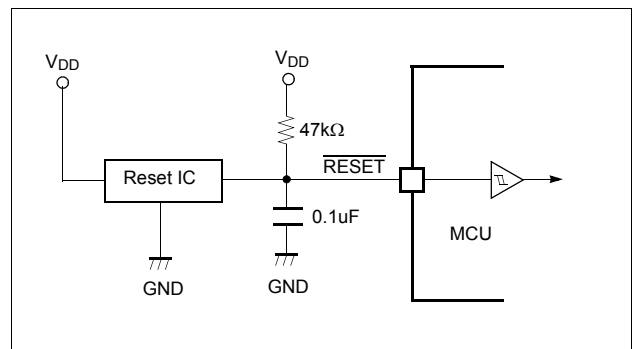 VDD
VDD
47kΩ
RESET
Reset IC
0.1uF
MCU
GND
GND